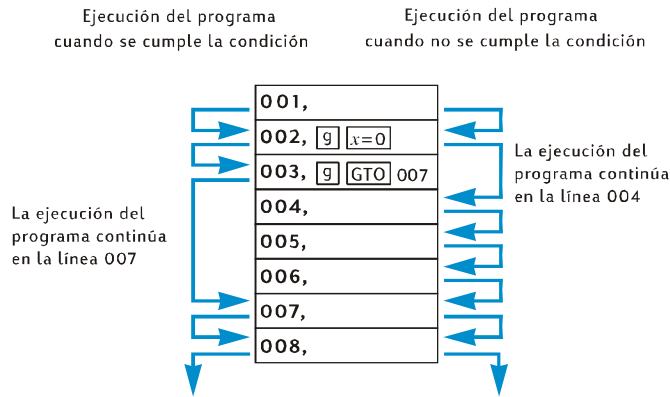 Ejecución del programa
cuando se cumple la condición
Ejecución del programa
cuando no se cumple la condición
001,
002, g x=0
003, g GTO 007
004,
005,
006,
007,
008,
La ejecución del
programa continúa
en la línea 007
La ejecución del
programa continúa
en la línea 004